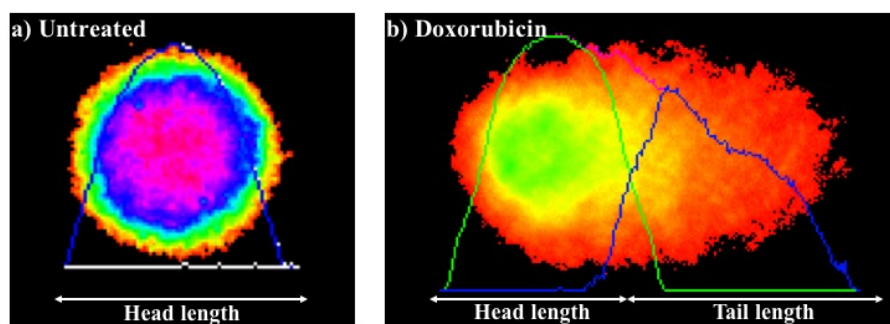 a) Untreated
b) Doxorubicin
Head length
Head length
Tail length